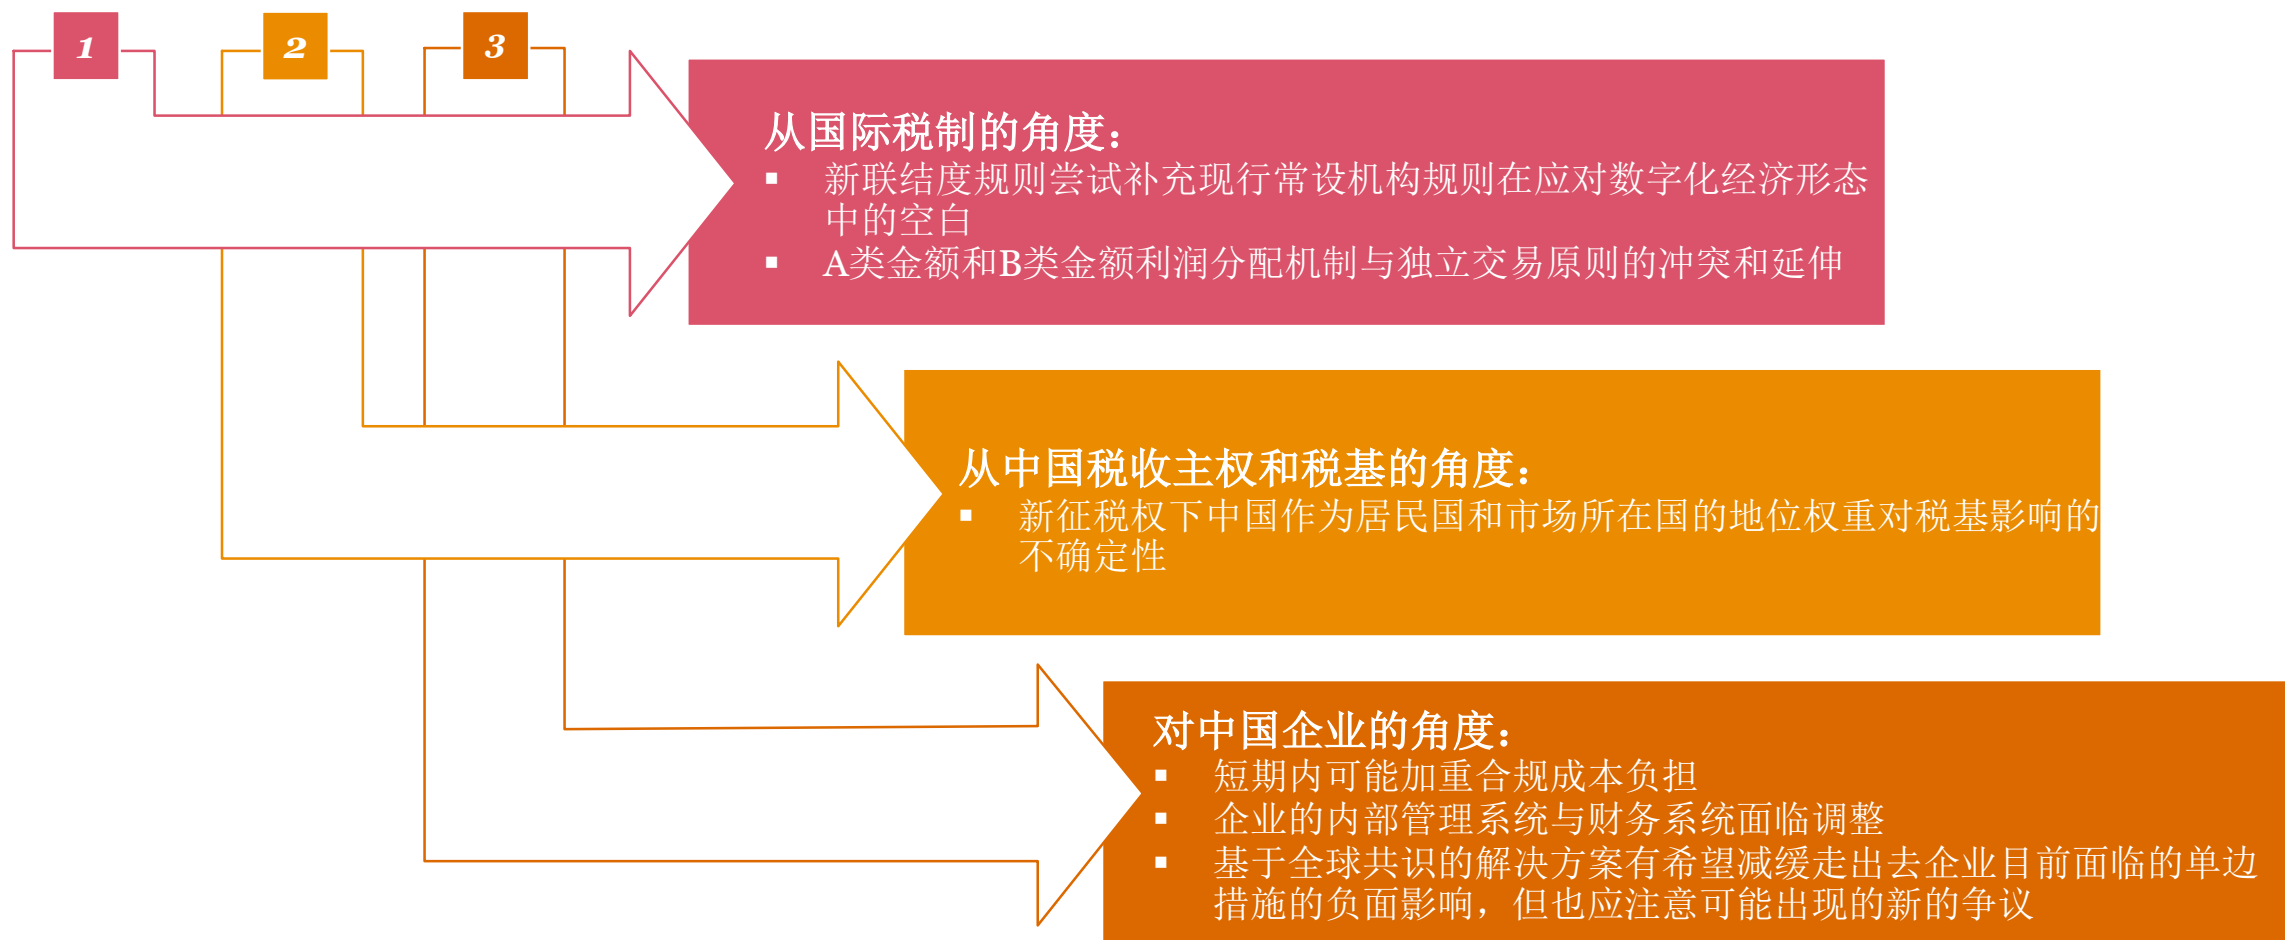 1
2
3
从国际税制的角度：
▪ 新联结度规则尝试补充现行常设机构规则在应对数字化经济形态
中的空白
▪ A类金额和B类金额利润分配机制与独立交易原则的冲突和延伸
从中国税收主权和税基的角度：
▪ 新征税权下中国作为居民国和市场所在国的地位权重对税基影响的
不确定性
对中国企业的角度：
▪ 短期内可能加重合规成本负担
▪ 企业的内部管理系统与财务系统面临调整
▪ 基于全球共识的解决方案有希望减缓走出去企业目前面临的单边
措施的负面影响，但也应注意可能出现的新的争议